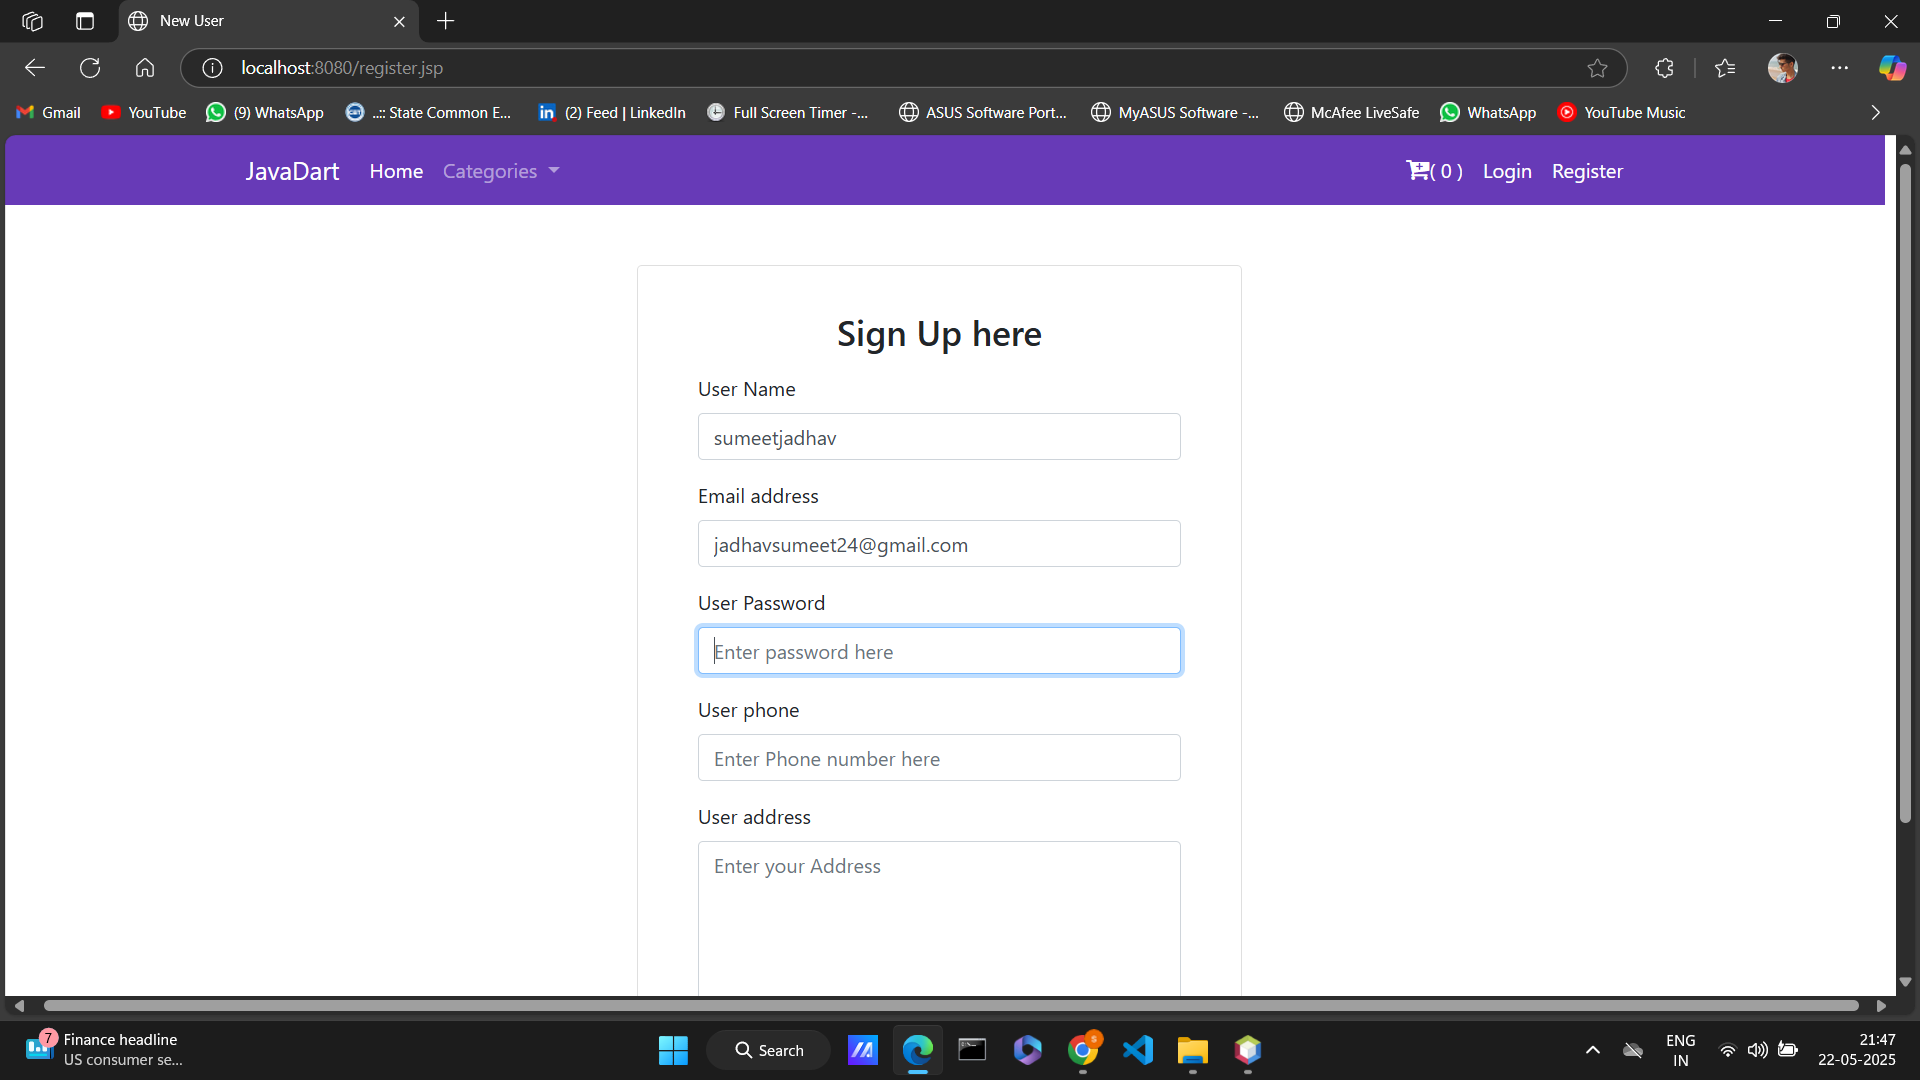 New User
localhost:8080/register.jsp
Gmail
YouTube
(9) WhatsApp
..:: State Common E...
(2) Feed | LinkedIn
Full Screen Timer -...
ASUS Software Port...
MyASUS Software -...
McAfee LiveSafe
WhatsApp
YouTube Music
JavaDart
Home
Categories
( 0 )
Login
Register
Sign Up here
User Name
sumeetjadhav
Email address
jadhavsumeet24@gmail.com
User Password
Enter password here
User phone
Enter Phone number here
User address
Enter your Address
7
Finance headline
US consumer se...
Search
ENG
IN
21:47
22-05-2025